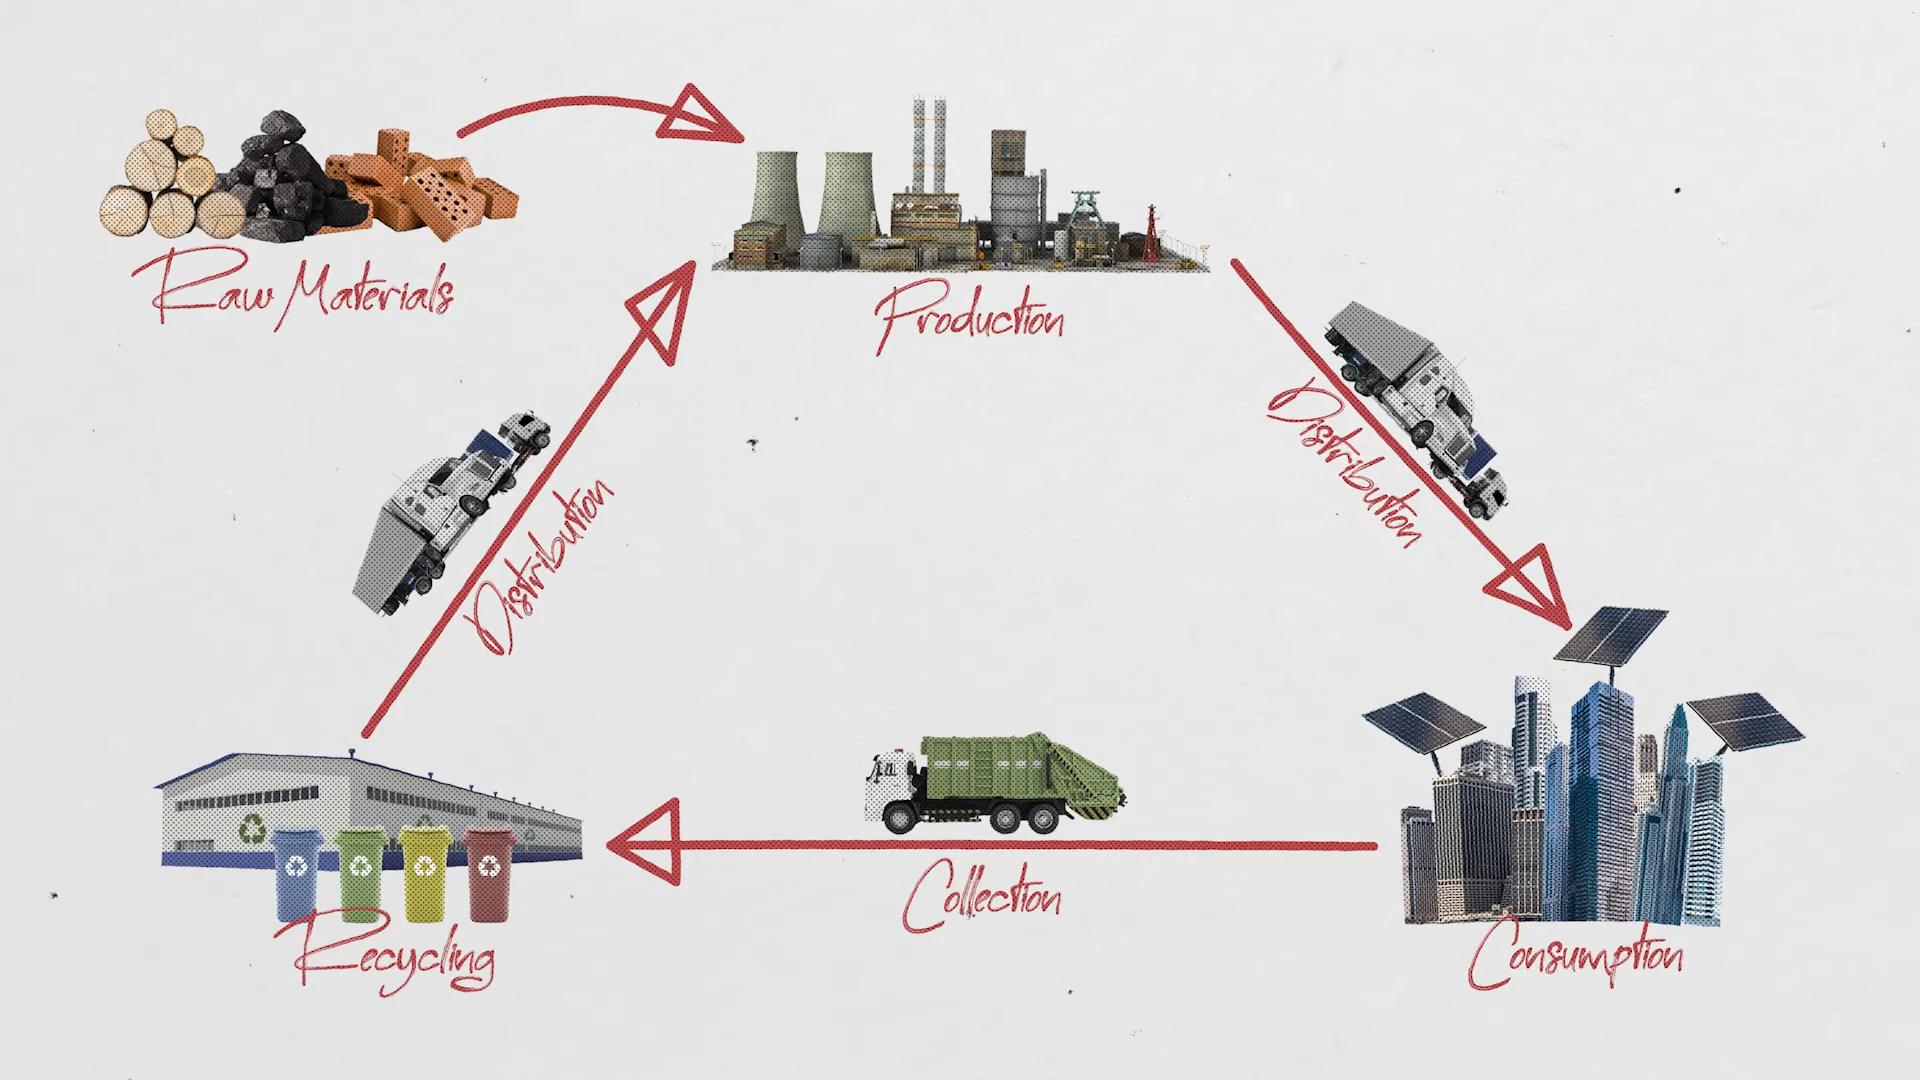 Raw Materials
Production
Distribution
Distribution
Collection
Recycling
Consumption